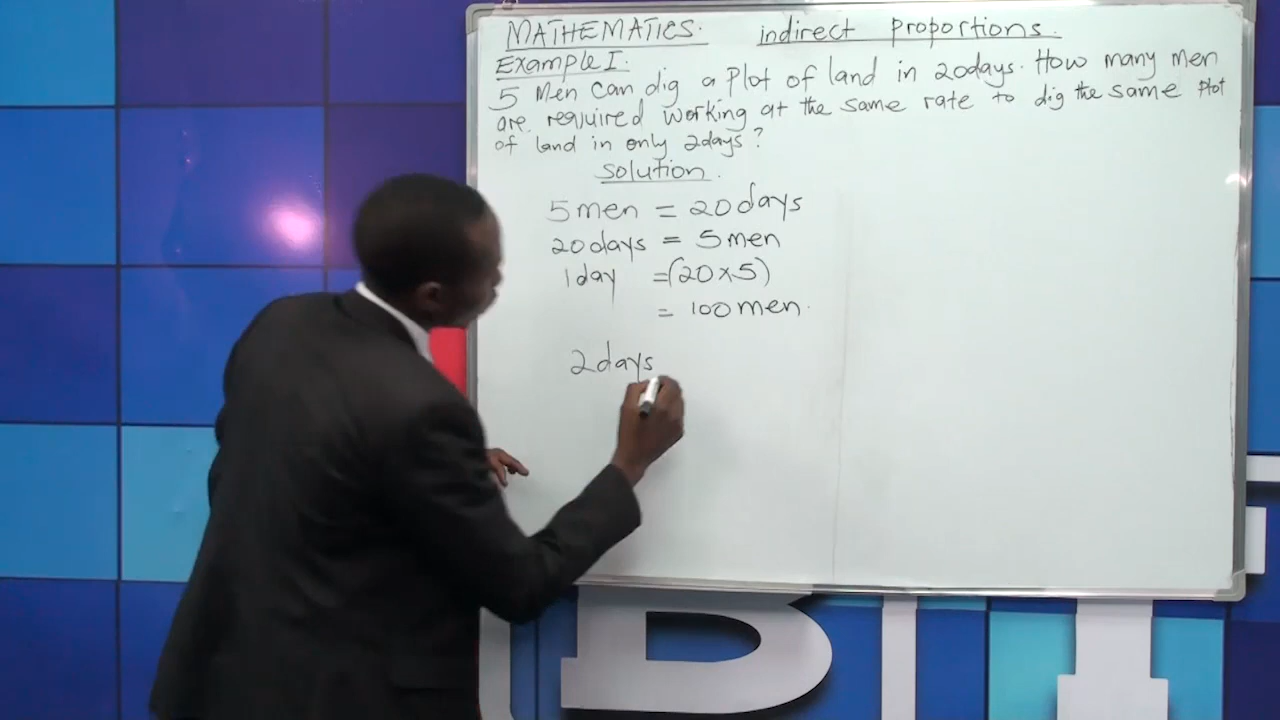 MATHEMATICS. indirect proportions.
Example I.
5 Men can dig a Plot of land in 20days. How many Men
are required working at the same rate to dig the same Plot
of land in only 2days?
Solution.
5men = 20days
20days = 5men
1day =(20x5)
= 100men.
2days